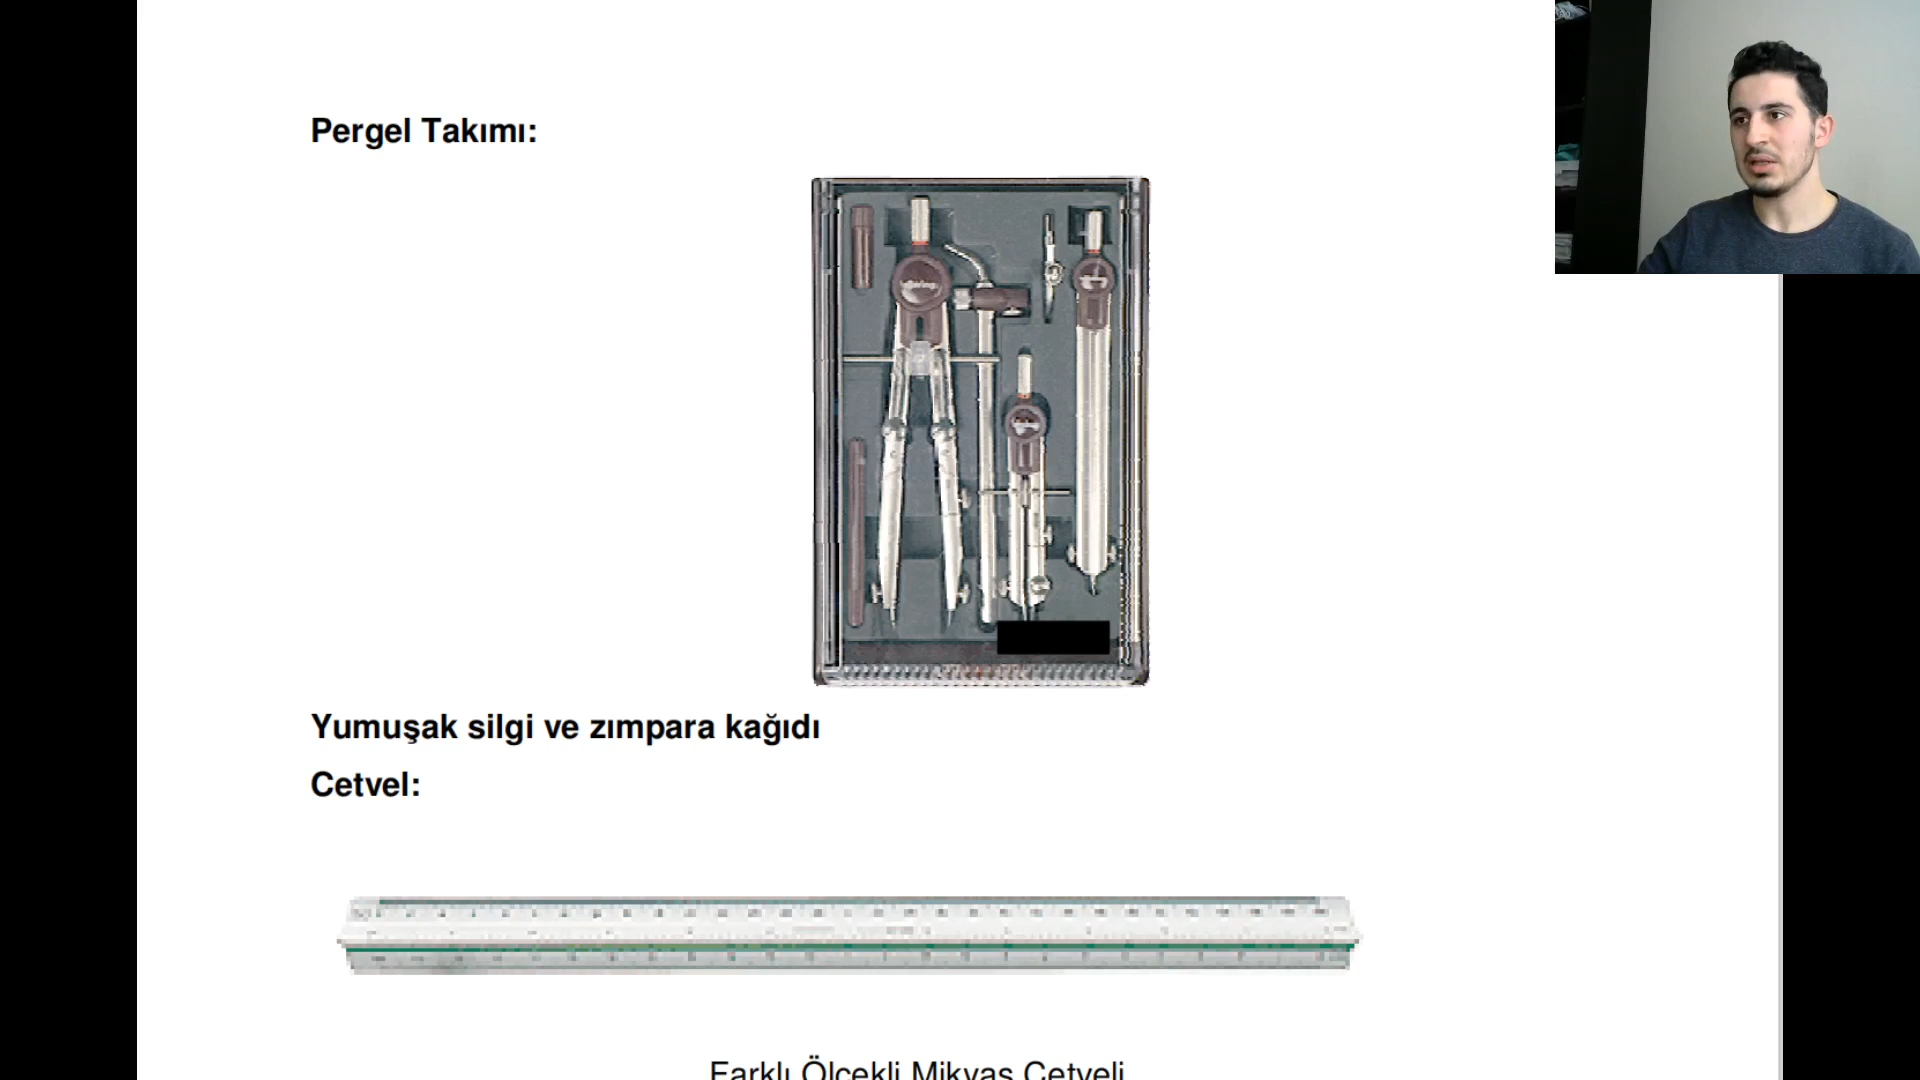 Pergel Takımı:
Yumuşak silgi ve zımpara kağıdı
Cetvel:
Farklı Ölçekli Mikyas Cetveli